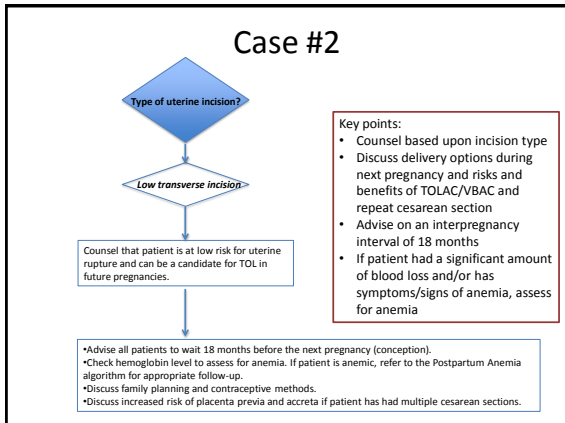 Case #2
Type of uterine incision?
Low transverse incision
Counsel that patient is at low risk for uterine
rupture and can be a candidate for TOL in
future pregnancies.
Key points:
• Counsel based upon incision type
• Discuss delivery options during
next pregnancy and risks and
benefits of TOLAC/VBAC and
repeat cesarean section
• Advise on an interpregnancy
interval of 18 months
• If patient had a significant amount
of blood loss and/or has
symptoms/signs of anemia, assess
for anemia
•Advise all patients to wait 18 months before the next pregnancy (conception).
•Check hemoglobin level to assess for anemia. If patient is anemic, refer to the Postpartum Anemia
algorithm for appropriate follow-up.
•Discuss family planning and contraceptive methods.
•Discuss increased risk of placenta previa and accreta if patient has had multiple cesarean sections.